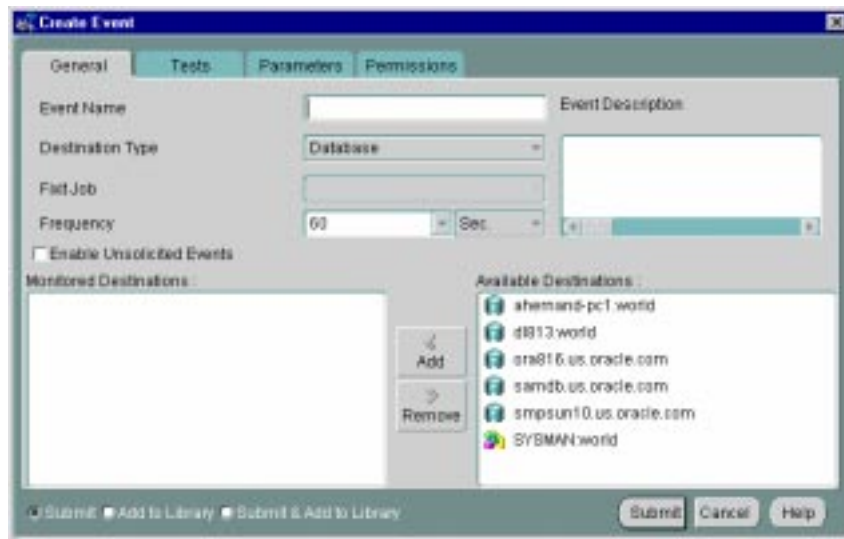 Create Event
General Tests Parameters Permissions
Event Name
Event Description
Destination Type Database
Fixit Job
Frequency 60 Sec.
Enable Unsolicited Events
Monitored Destinations :
Available Destinations :
ahernand-pc1.world
dl813.world
ora816.us.oracle.com
samdb.us.oracle.com
smpsun10.us.oracle.com
SYSMAN.world
Add
Remove
Submit Add to Library Submit & Add to Library
Submit Cancel Help